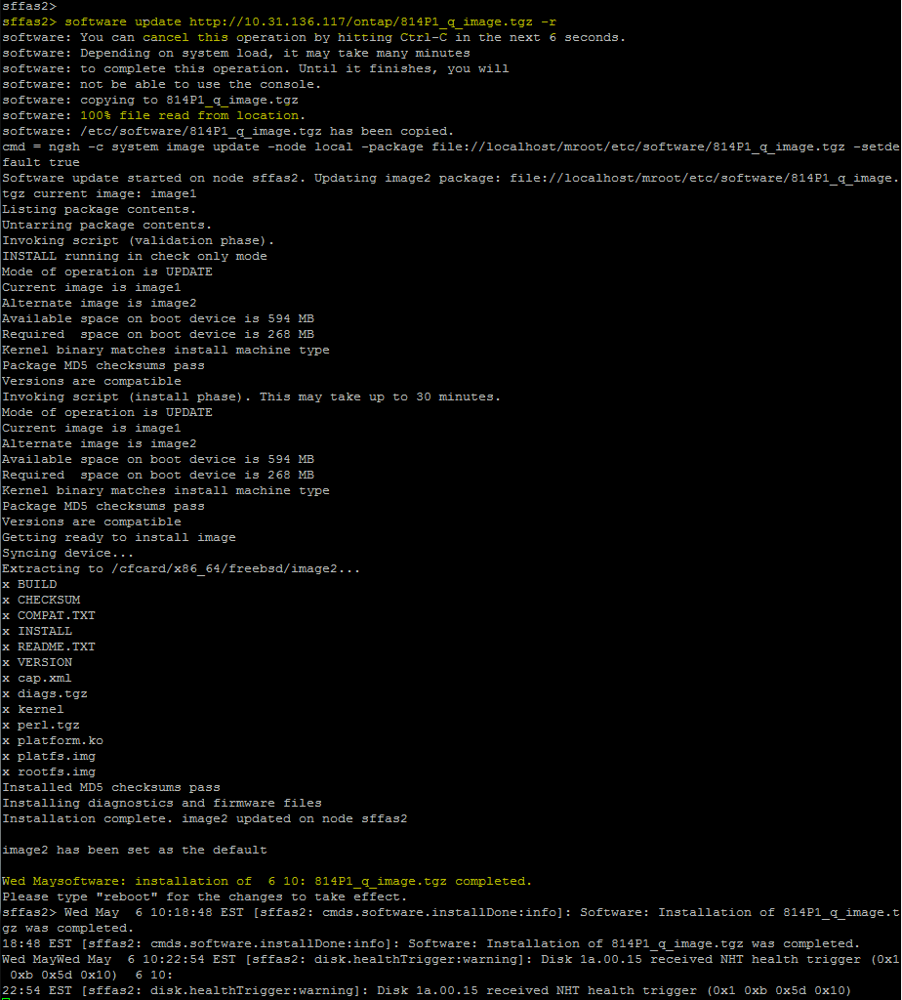 sffas2>
sffas2> software update http://10.31.136.117/ontap/814P1_q_image.tgz -r
software: You can cancel this operation by hitting Ctrl-C in the next 6 seconds.
software: Depending on system load, it may take many minutes
software: to complete this operation. Until it finishes, you will
software: not be able to use the console.
software: copying to 814P1_q_image.tgz
software: 100% file read from location.
software: /etc/software/814P1_q_image.tgz has been copied.
cmd = ngsh -c system image update -node local -package file://localhost/mroot/etc/software/814P1_q_image.tgz -setde
fault true
Software update started on node sffas2. Updating image2 package: file://localhost/mroot/etc/software/814P1_q_image.
tgz current image: image1
Listing package contents.
Untarring package contents.
Invoking script (validation phase).
INSTALL running in check only mode
Mode of operation is UPDATE
Current image is image1
Alternate image is image2
Available space on boot device is 594 MB
Required  space on boot device is 268 MB
Kernel binary matches install machine type
Package MD5 checksums pass
Versions are compatible
Invoking script (install phase). This may take up to 30 minutes.
Mode of operation is UPDATE
Current image is image1
Alternate image is image2
Available space on boot device is 594 MB
Required  space on boot device is 268 MB
Kernel binary matches install machine type
Package MD5 checksums pass
Versions are compatible
Getting ready to install image
Syncing device...
Extracting to /cfcard/x86_64/freebsd/image2...
x BUILD
x CHECKSUM
x COMPAT.TXT
x INSTALL
x README.TXT
x VERSION
x cap.xml
x diags.tgz
x kernel
x perl.tgz
x platform.ko
x platfs.img
x rootfs.img
Installed MD5 checksums pass
Installing diagnostics and firmware files
Installation complete. image2 updated on node sffas2
image2 has been set as the default
Wed Maysoftware: installation of  6 10: 814P1_q_image.tgz completed.
Please type "reboot" for the changes to take effect.
sffas2> Wed May  6 10:18:48 EST [sffas2: cmds.software.installDone:info]: Software: Installation of 814P1_q_image.t
gz was completed.
18:48 EST [sffas2: cmds.software.installDone:info]: Software: Installation of 814P1_q_image.tgz was completed.
Wed MayWed May  6 10:22:54 EST [sffas2: disk.healthTrigger:warning]: Disk 1a.00.15 received NHT health trigger (0x1
 0xb 0x5d 0x10)  6 10:
22:54 EST [sffas2: disk.healthTrigger:warning]: Disk 1a.00.15 received NHT health trigger (0x1 0xb 0x5d 0x10)